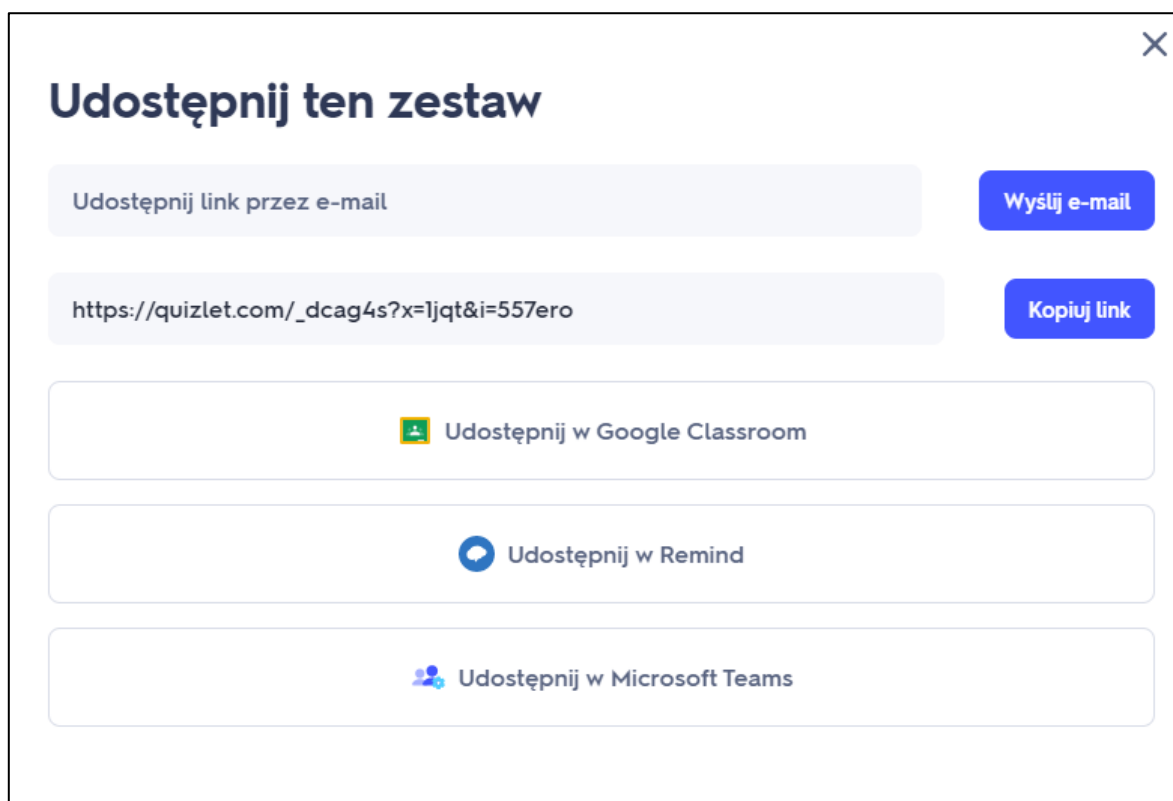 Udostępnij ten zestaw
Udostępnij link przez e-mail
Wyślij e-mail
https://quizlet.com/_dcag4s?x=1jqt&i=557ero
Kopiuj link
Udostępnij w Google Classroom
Udostępnij w Remind
Udostępnij w Microsoft Teams